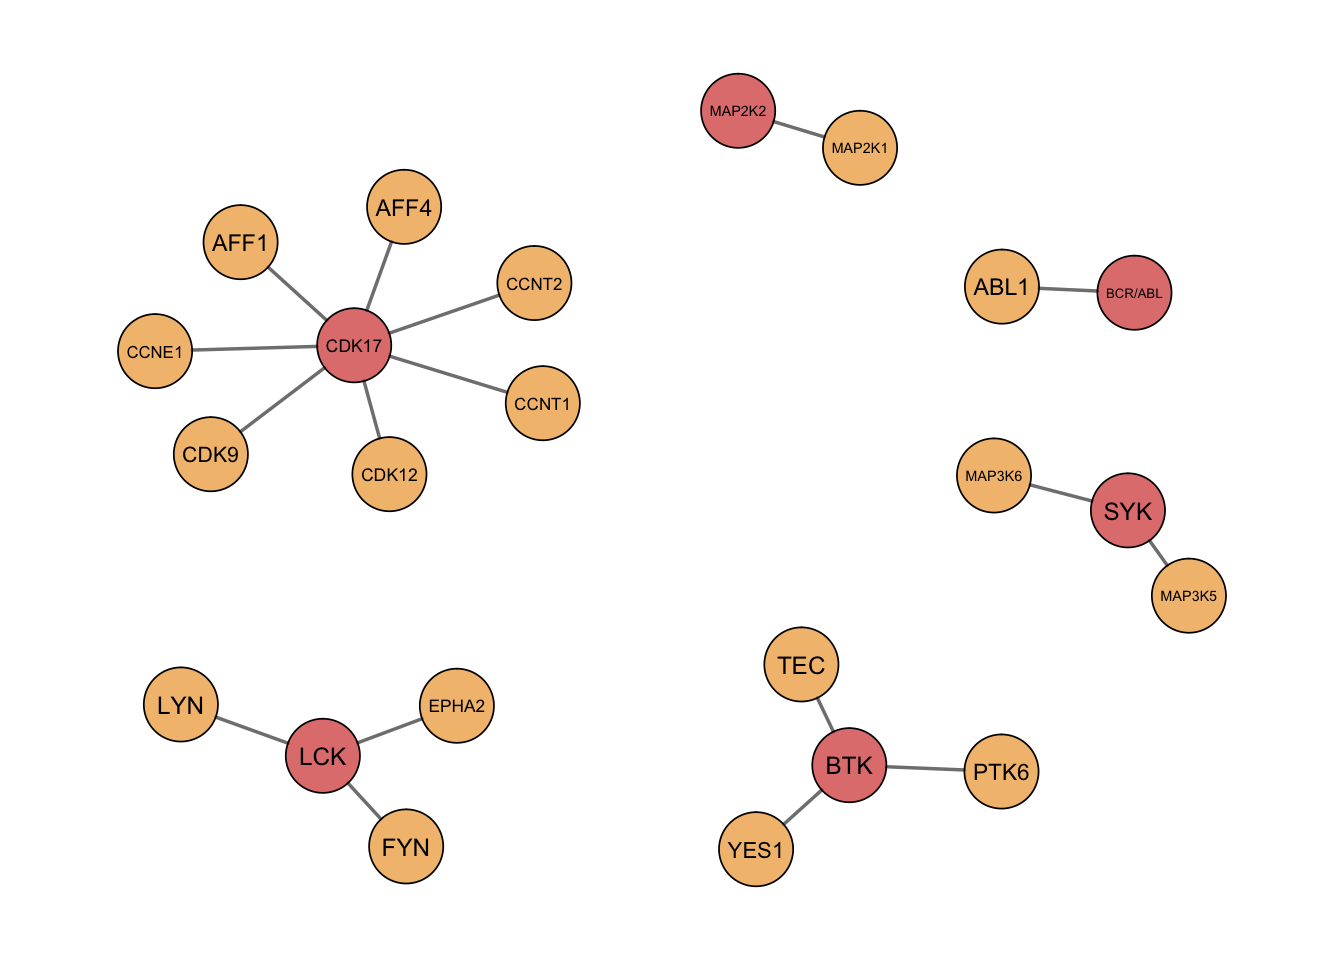 MAP2K2
MAP2K1
AFF4
AFF1
CCNT2
ABL1
BCR/ABL
CCNE1
CDK17
CCNT1
CDK9
CDK12
MAP3K6
SYK
MAP3K5
TEC
LYN
EPHA2
LCK
BTK
PTK6
FYN
YES1